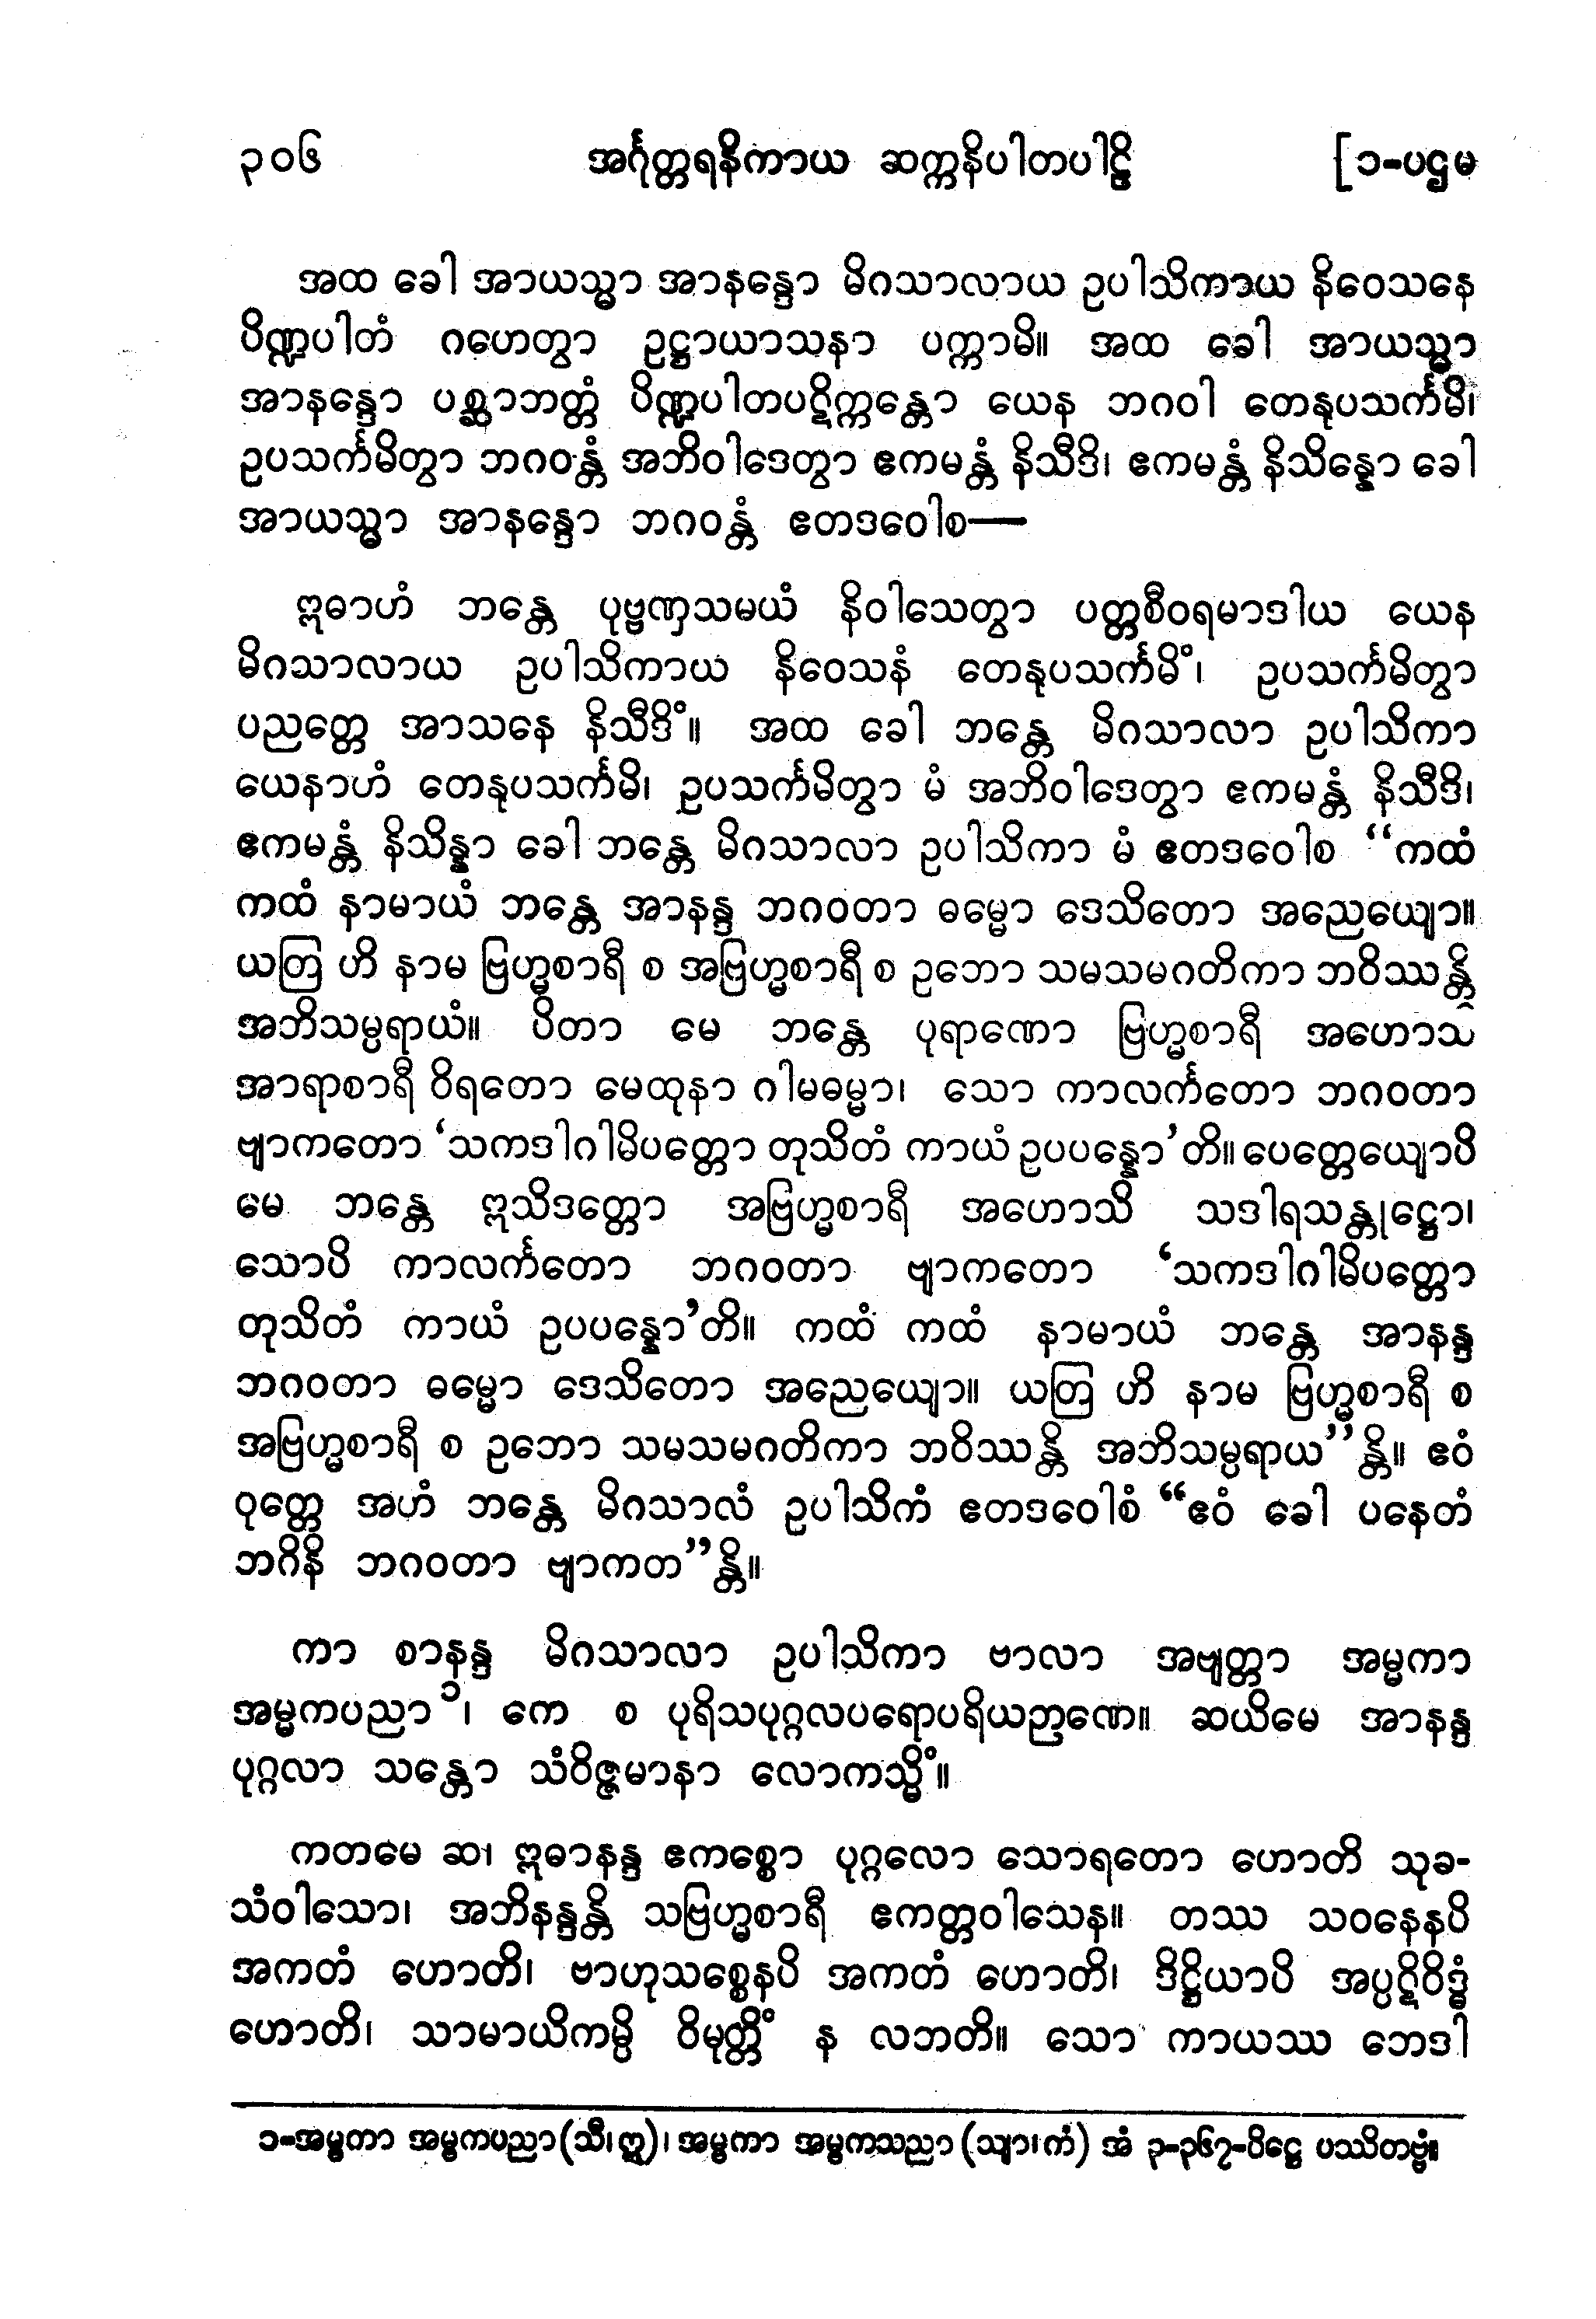 ၃၀၆ အင်္ဂုတ္တရနိကာယ ဆက္ကနိပါတပါဠိ [၁-ပဌမ
အထ ခေါ အာယသ္မာ အာနန္ဒော မိဂသာလာယ ဥပါသိကာယ နိဝေသနေ
ပိဏ္ဍပါတံ ဂဟေတွာ ဥဋ္ဌာယာသနာ ပက္ကာမိ။ အထ ခေါ အာယသ္မာ
အာနန္ဒော ပစ္ဆာဘတ္တံ ပိဏ္ဍပါတပဋိက္ကန္တော ယေန ဘဂဝါ တေနုပသင်္ကမိ၊
ဥပသင်္ကမိတွာ ဘဂဝန္တံ အဘိဝါဒေတွာ ဧကမန္တံ နိသီဒိ၊ ဧကမန္တံ နိသိန္နော ခေါ
အာယသ္မာ အာနန္ဒော ဘဂဝန္တံ ဧတဒဝေါစ—
ဣဓာဟံ ဘန္တေ ပုဗ္ဗဏှသမယံ နိဝါသေတွာ ပတ္တစီဝရမာဒါယ ယေန
မိဂသာလာယ ဥပါသိကာယ နိဝေသနံ တေနုပသင်္ကမိံ၊ ဥပသင်္ကမိတွာ
ပညတ္တေ အာသနေ နိသီဒိံ။ အထ ခေါ ဘန္တေ မိဂသာလာ ဥပါသိကာ
ယေနာဟံ တေနုပသင်္ကမိ၊ ဥပသင်္ကမိတွာ မံ အဘိဝါဒေတွာ ဧကမန္တံ နိသီဒိ၊
ဧကမန္တံ နိသိန္နာ ခေါ ဘန္တေ မိဂသာလာ ဥပါသိကာ မံ ဧတဒဝေါစ “ကထံ
ကထံ နာမာယံ ဘန္တေ အာနန္ဒ ဘဂဝတာ ဓမ္မော ဒေသိတော အညေယျော။
ယတြ ဟိ နာမ ဗြဟ္မစာရီ စ အဗြဟ္မစာရီ စ ဥဘော သမသမဂတိကာ ဘဝိဿန္တိ
အဘိသမ္ပရာယံ။ ပိတာ မေ ဘန္တေ ပုရာဏော ဗြဟ္မစာရီ အဟောသိ
အာရာစာရီ ဝိရတော မေထုနာ ဂါမဓမ္မာ၊ သော ကာလင်္ကတော ဘဂဝတာ
ဗျာကတော ‘သကဒါဂါမိပတ္တော တုသိတံ ကာယံ ဥပပန္နော’တိ။ ပေတ္တေယျောပိ
မေ ဘန္တေ ဣသိဒတ္တော အဗြဟ္မစာရီ အဟောသိ သဒါရသန္တုဋ္ဌော၊
သောပိ ကာလင်္ကတော ဘဂဝတာ ဗျာကတော ‘သကဒါဂါမိပတ္တော
တုသိတံ ကာယံ ဥပပန္နော’တိ။ ကထံ ကထံ နာမာယံ ဘန္တေ အာနန္ဒ
ဘဂဝတာ ဓမ္မော ဒေသိတော အညေယျော။ ယတြ ဟိ နာမ ဗြဟ္မစာရီ စ
အဗြဟ္မစာရီ စ ဥဘော သမသမဂတိကာ ဘဝိဿန္တိ အဘိသမ္ပရာယ”န္တိ။ ဧဝံ
ဝုတ္တေ အဟံ ဘန္တေ မိဂသာလံ ဥပါသိကံ ဧတဒဝေါစံ “ဧဝံ ခေါ ပနေတံ
ဘဂိနိ ဘဂဝတာ ဗျာကတ”န္တိ။
ကာ စာနန္ဒ မိဂသာလာ ဥပါသိကာ ဗာလာ အဗျတ္တာ အမ္မကာ
အမ္မကပညာ၁၊ ကေ စ ပုရိသပုဂ္ဂလပရောပရိယဉာဏေ။ ဆယိမေ အာနန္ဒ
ပုဂ္ဂလာ သန္တော သံဝိဇ္ဇမာနာ လောကသ္မိံ။
ကတမေ ဆ၊ ဣဓာနန္ဒ ဧကစ္စော ပုဂ္ဂလော သောရတော ဟောတိ သုခ-
သံဝါသော၊ အဘိနန္ဒန္တိ သဗြဟ္မစာရီ ဧကတ္တဝါသေန။ တဿ သဝနေနပိ
အကတံ ဟောတိ၊ ဗာဟုသစ္စေနပိ အကတံ ဟောတိ၊ ဒိဋ္ဌိယာပိ အပ္ပဋိဝိဒ္ဓံ
ဟောတိ၊ သာမာယိကမ္ပိ ဝိမုတ္တိံ န လဘတိ။ သော ကာယဿ ဘေဒါ
၁-အမ္ဗကာ အမ္ဗကပညာ (သီ၊ဣ)၊ အမ္ဗကာ အမ္ဗကသညာ (သျာ၊ကံ) အံ ၃-၃၆၇-ပိဋ္ဌေ ပဿိတဗ္ဗံ။